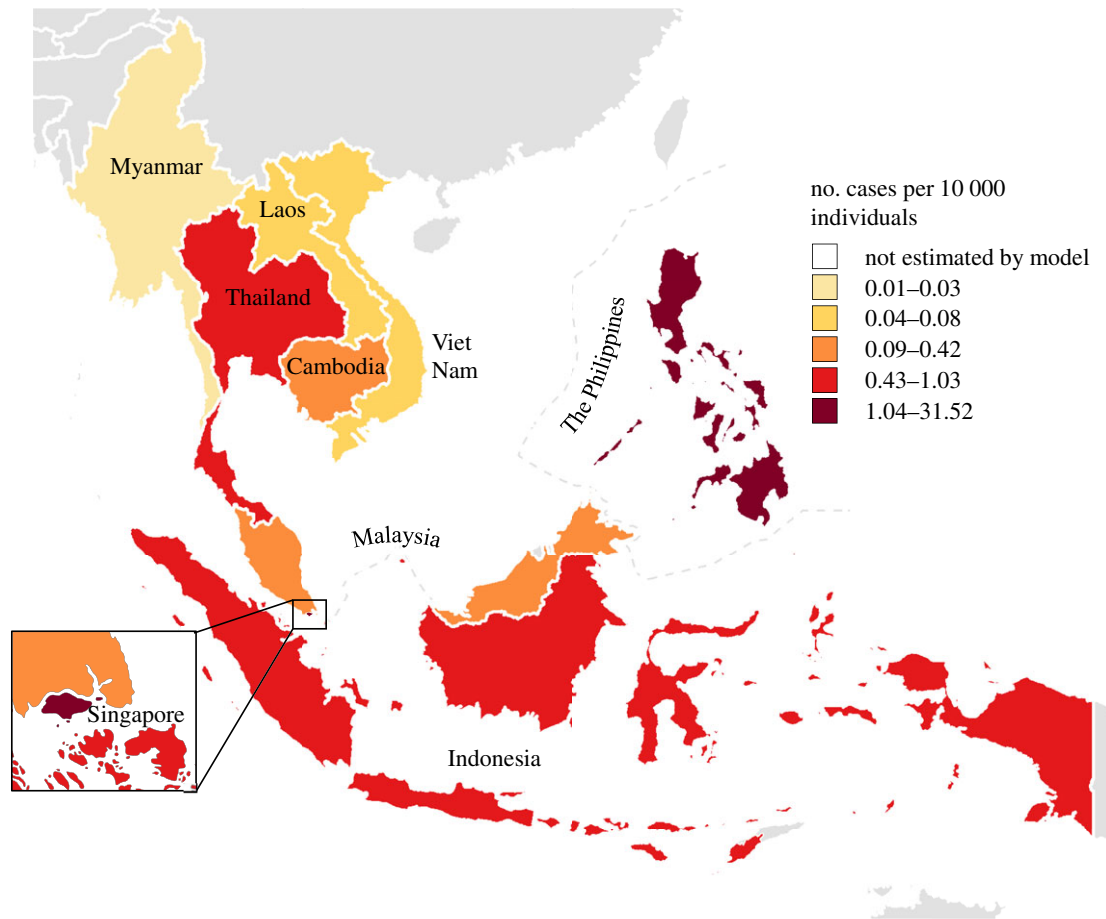 Myanmar
Laos
Thailand
Viet
Nam
Cambodia
The Philippines
Malaysia
Singapore
Indonesia
no. cases per 10 000
individuals
not estimated by model
0.01–0.03
0.04–0.08
0.09–0.42
0.43–1.03
1.04–31.52